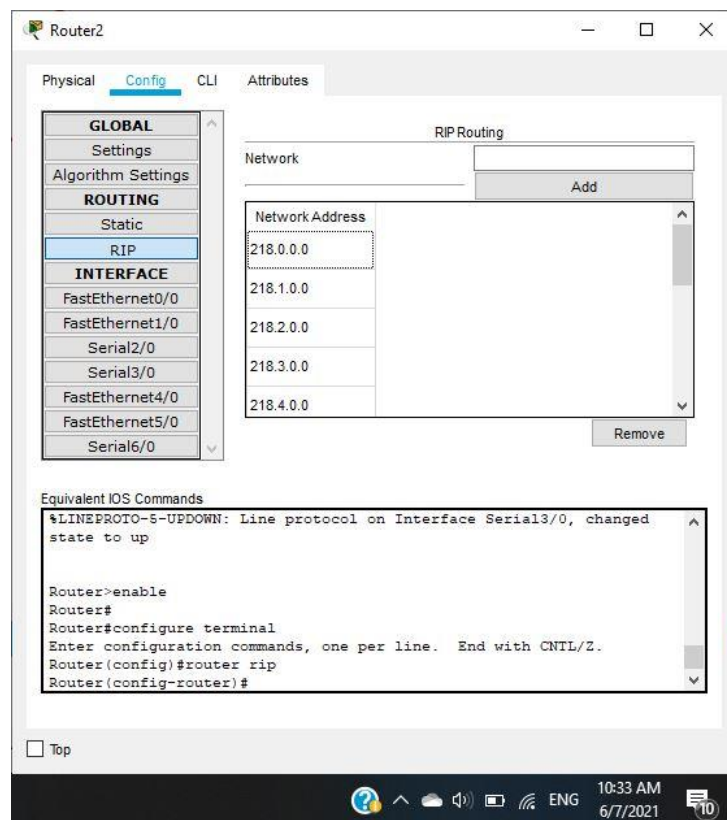 Router2
Physical Config CLI Attributes
GLOBAL
Settings
Algorithm Settings
ROUTING
Static
RIP
INTERFACE
FastEthernet0/0
FastEthernet1/0
Serial2/0
Serial3/0
FastEthernet4/0
FastEthernet5/0
Serial6/0
RIP Routing
Network
Add
Network Address
218.0.0.0
218.1.0.0
218.2.0.0
218.3.0.0
218.4.0.0
Remove
Equivalent IOS Commands
%LINEPROTO-5-UPDOWN: Line protocol on Interface Serial3/0, changed
state to up
Router>enable
Router#
Router#configure terminal
Enter configuration commands, one per line. End with CNTL/Z.
Router(config)#router rip
Router(config-router)#
Top
ENG
10:33 AM
6/7/2021
10